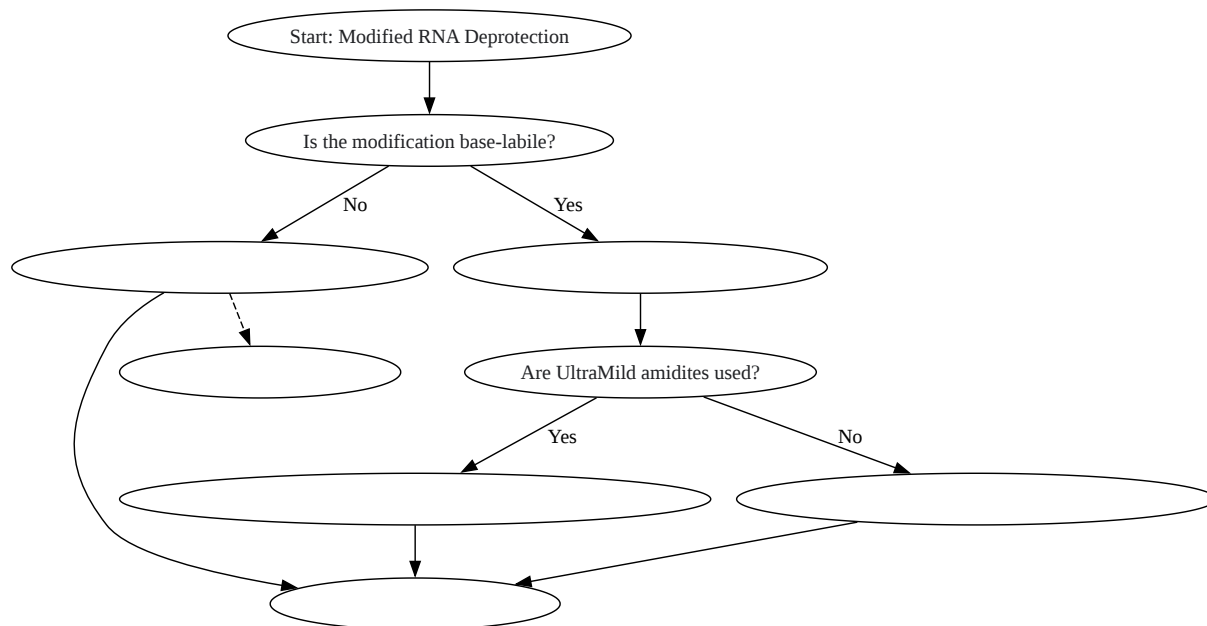 Start: Modified RNA Deprotection
Is the modification base-labile?
No
Yes
Are UltraMild amidites used?
Yes
No